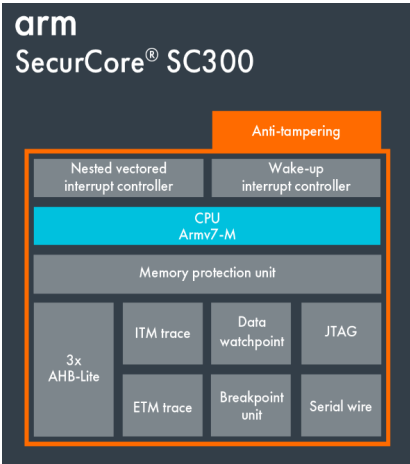 arm
SecurCore® SC300
Anti-tampering
Nested vectored
interrupt controller
Wake-up
interrupt controller
CPU
Armv7-M
Memory protection unit
3x
AHB-Lite
ITM trace
Data
watchpoint
JTAG
ETM trace
Breakpoint
unit
Serial wire